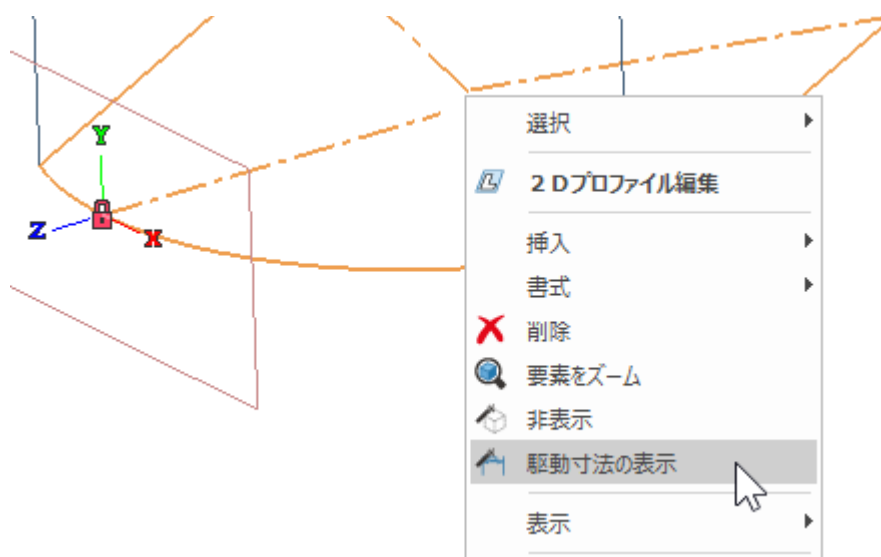 Y
Z
X
選択
２Dプロファイル編集
挿入
書式
削除
要素をズーム
非表示
駆動寸法の表示
表示